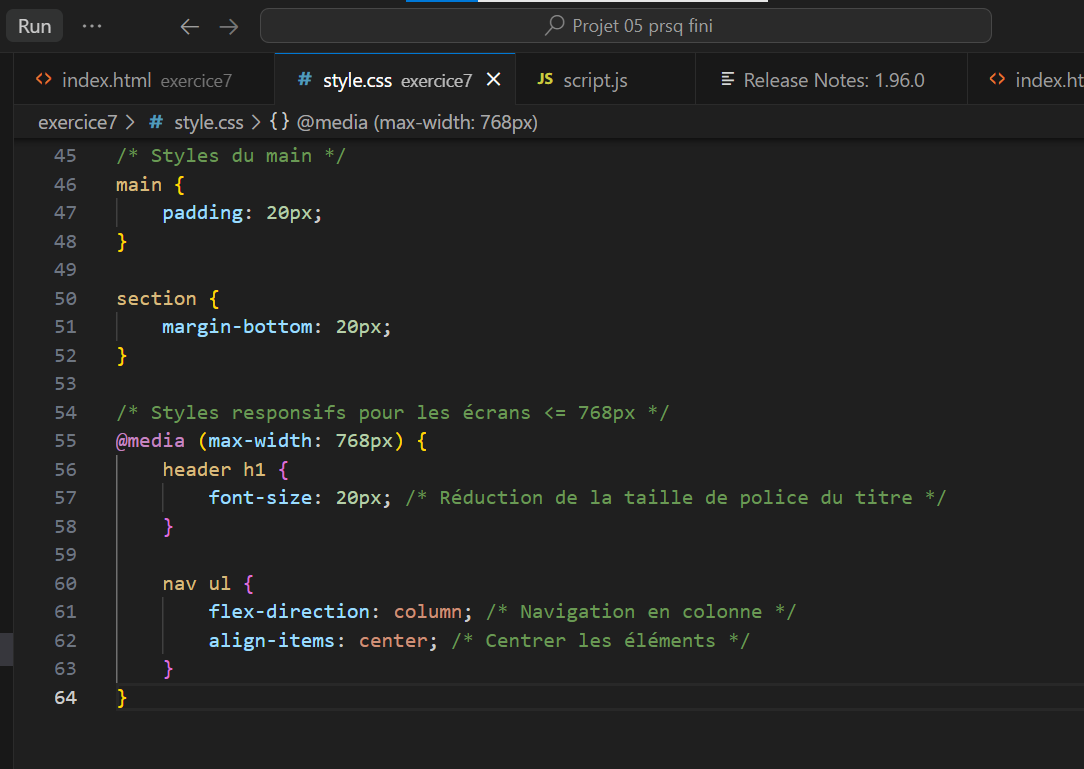 Run ··· ← → Projet 05 prsq fini
<> index.html exercice7 # style.css exercice7 × JS script.js Release Notes: 1.96.0 <> index.ht
exercice7 > # style.css > {} @media (max-width: 768px)
45 /* Styles du main */
46 main {
47 padding: 20px;
48 }
49
50 section {
51 margin-bottom: 20px;
52 }
53
54 /* Styles responsifs pour les écrans <= 768px */
55 @media (max-width: 768px) {
56 header h1 {
57 font-size: 20px; /* Réduction de la taille de police du titre */
58 }
59
60 nav ul {
61 flex-direction: column; /* Navigation en colonne */
62 align-items: center; /* Centrer les éléments */
63 }
64 }